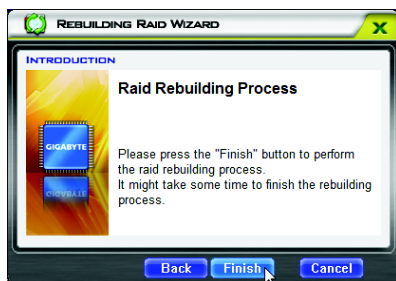 REBUILDING RAID WIZARD
X
INTRODUCTION
Raid Rebuilding Process
GIGABYTE
Please press the "Finish" button to perform
the raid rebuilding process.
It might take some time to finish the rebuilding
process.
Back Finish Cancel